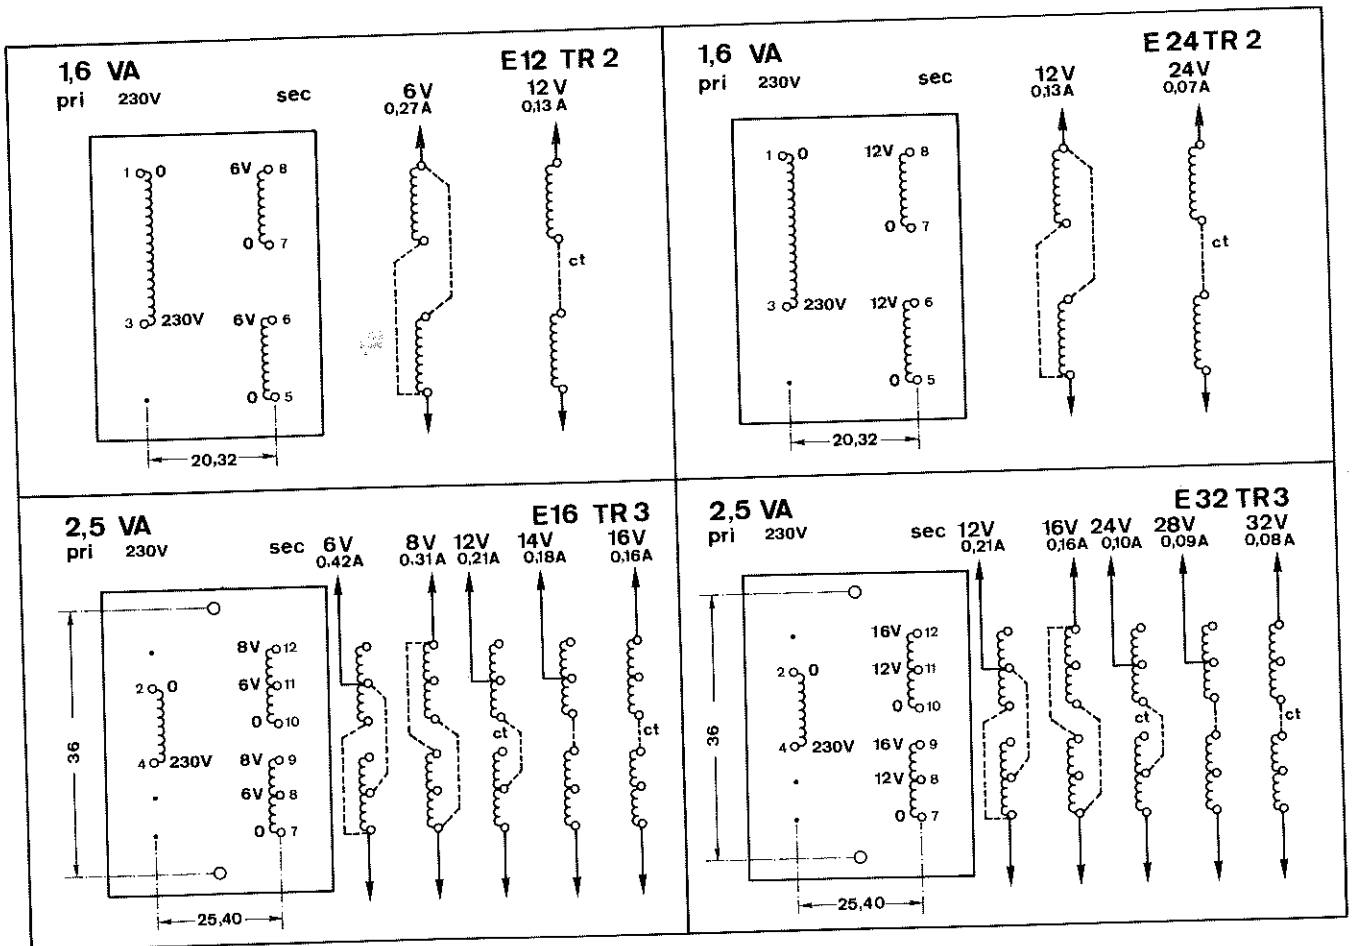 1,6 VA
E12 TR 2
pri 230V sec
6V 12V
0,27A 0,13A
1 0 6V 8
0 7
ct
3 230V 6V 6
0 5
20,32
1,6 VA
E 24 TR 2
pri 230V
12V 24V
0,13A 0,07A
1 0 12V 8
0 7
ct
3 230V 12V 6
0 5
20,32
2,5 VA
E16 TR 3
pri 230V sec
6V 8V 12V 14V 16V
0,42A 0,31A 0,21A 0,18A 0,16A
8V 12
2 0 6V 11
0 10
ct ct
36
4 230V 8V 9
6V 8
0 7
25,40
2,5 VA
E 32 TR3
pri 230V sec
12V 16V 24V 28V 32V
0,21A 0,16A 0,10A 0,09A 0,08A
16V 12
2 0 12V 11
0 10
ct ct
36
4 230V 16V 9
12V 8
0 7
25,40